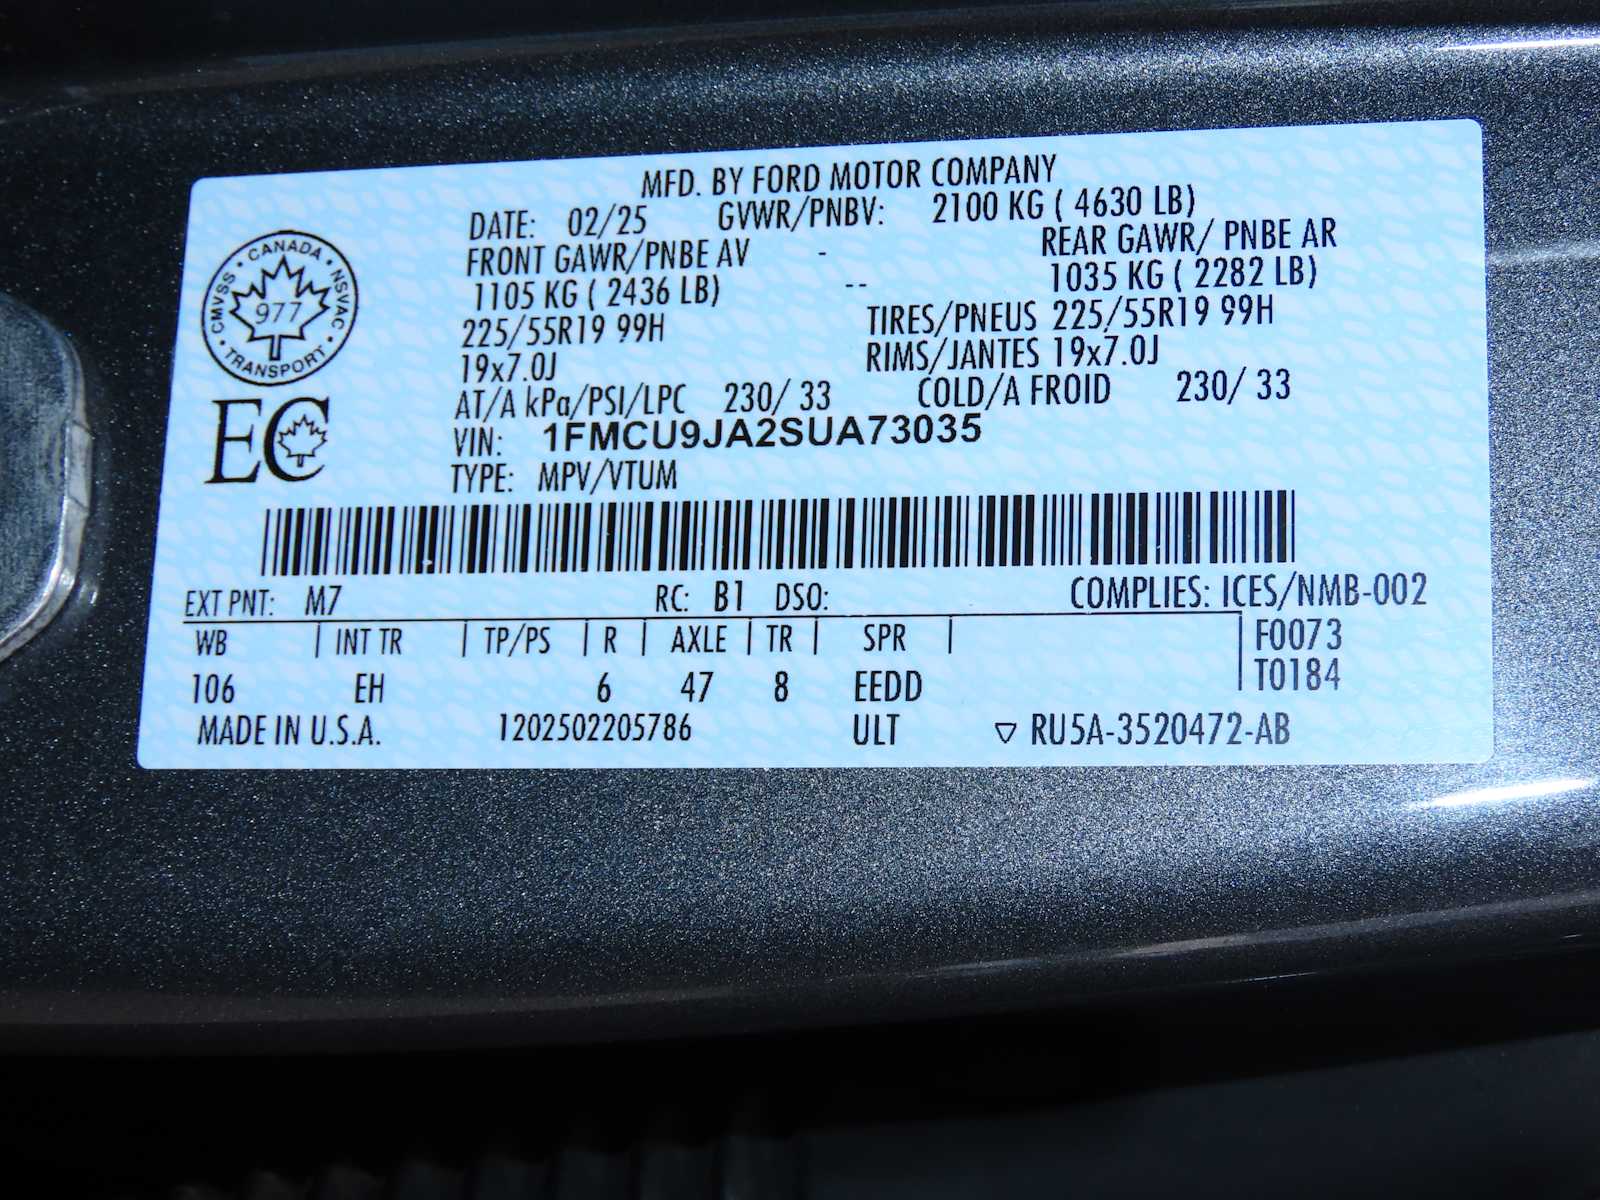 MFD. BY FORD MOTOR COMPANY
DATE: 02/25 GVWR/PNBV: 2100 KG ( 4630 LB)
FRONT GAWR/PNBE AV - REAR GAWR/ PNBE AR
1105 KG ( 2436 LB) -- 1035 KG ( 2282 LB)
225/55R19 99H TIRES/PNEUS 225/55R19 99H
19x7.0J RIMS/JANTES 19x7.0J
AT/A kPa/PSI/LPC 230/ 33 COLD/A FROID 230/ 33
VIN: 1FMCU9JA2SUA73035
TYPE: MPV/VTUM
CANADA
CMVSS • NSVAC
977
TRANSPORT
EC
EXT PNT: M7 RC: B1 DSO: COMPLIES: ICES/NMB-002
WB | INT TR | TP/PS | R | AXLE | TR | SPR | F0073
T0184
106 EH 6 47 8 EEDD
MADE IN U.S.A. 1202502205786 ULT ▽ RU5A-3520472-AB